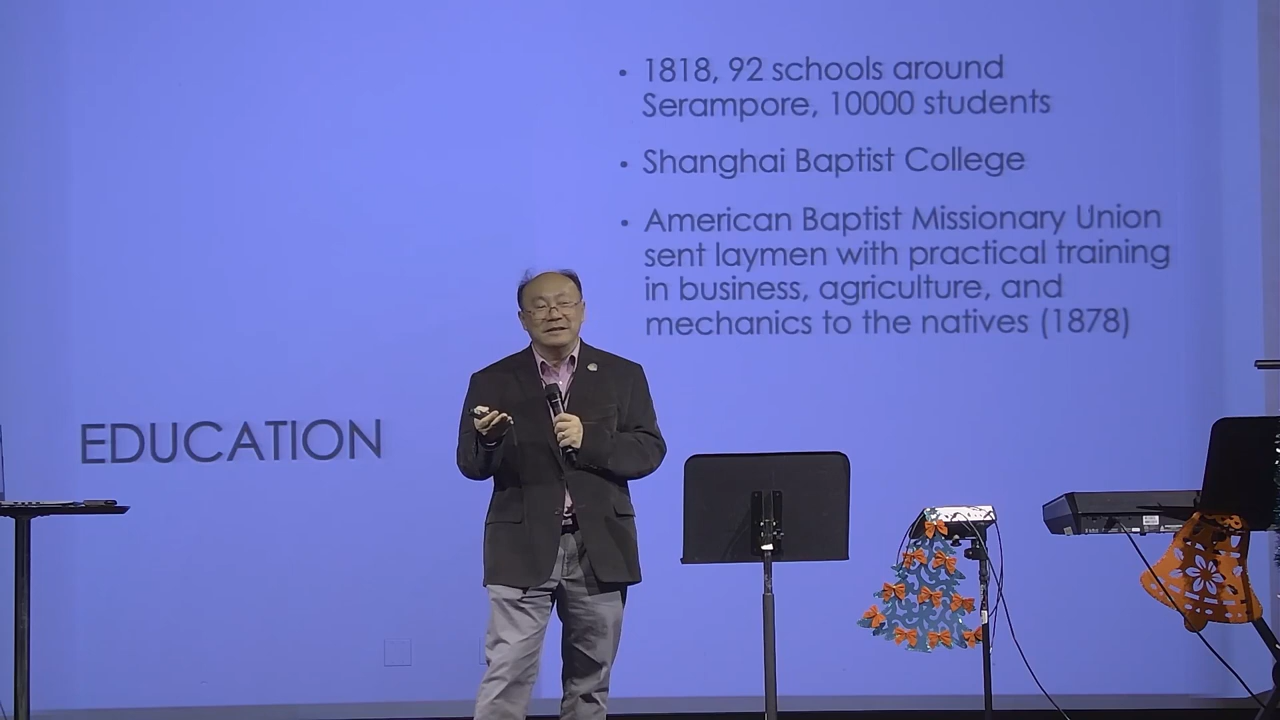 • 1818, 92 schools around
Serampore, 10000 students
• Shanghai Baptist College
• American Baptist Missionary Union
sent laymen with practical training
in business, agriculture, and
mechanics to the natives (1878)
EDUCATION